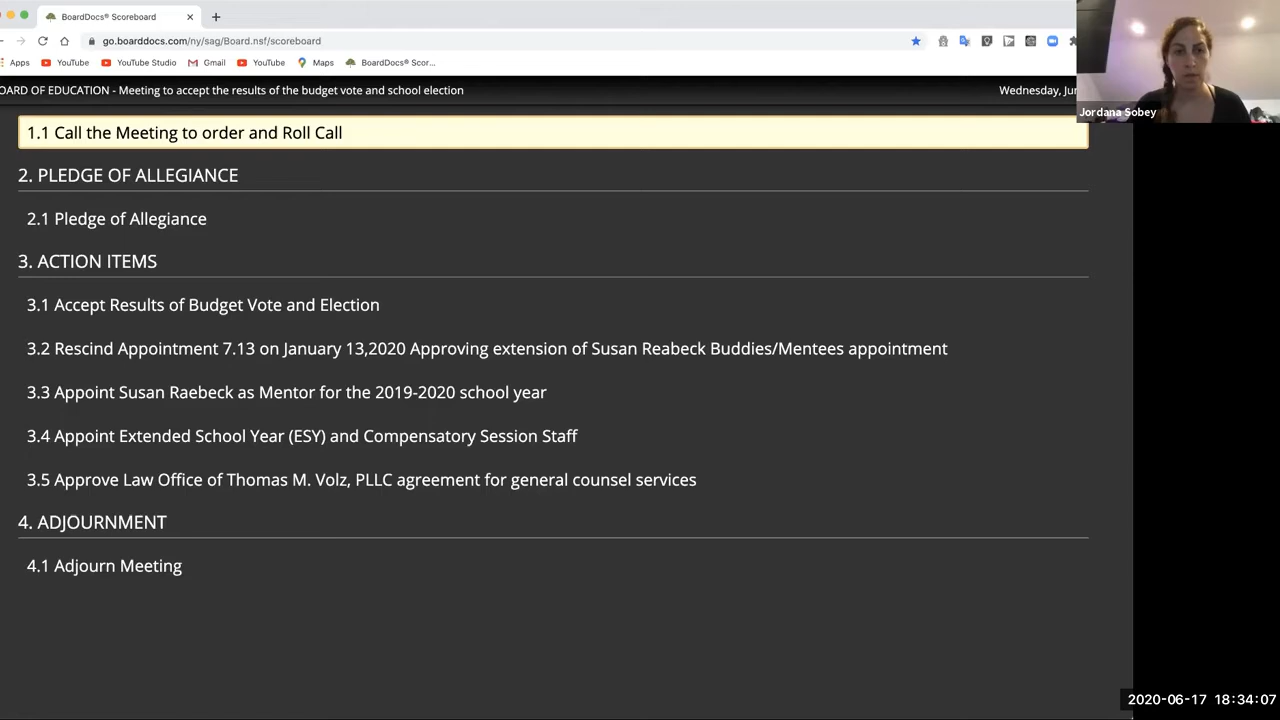 BoardDocs® Scoreboard
go.boarddocs.com/ny/sag/Board.nsf/scoreboard
Apps YouTube YouTube Studio Gmail YouTube Maps BoardDocs® Scor...
OARD OF EDUCATION - Meeting to accept the results of the budget vote and school election Wednesday, Jun
Jordana Sobey
1.1 Call the Meeting to order and Roll Call
2. PLEDGE OF ALLEGIANCE
2.1 Pledge of Allegiance
3. ACTION ITEMS
3.1 Accept Results of Budget Vote and Election
3.2 Rescind Appointment 7.13 on January 13,2020 Approving extension of Susan Reabeck Buddies/Mentees appointment
3.3 Appoint Susan Raebeck as Mentor for the 2019-2020 school year
3.4 Appoint Extended School Year (ESY) and Compensatory Session Staff
3.5 Approve Law Office of Thomas M. Volz, PLLC agreement for general counsel services
4. ADJOURNMENT
4.1 Adjourn Meeting
2020-06-17 18:34:07